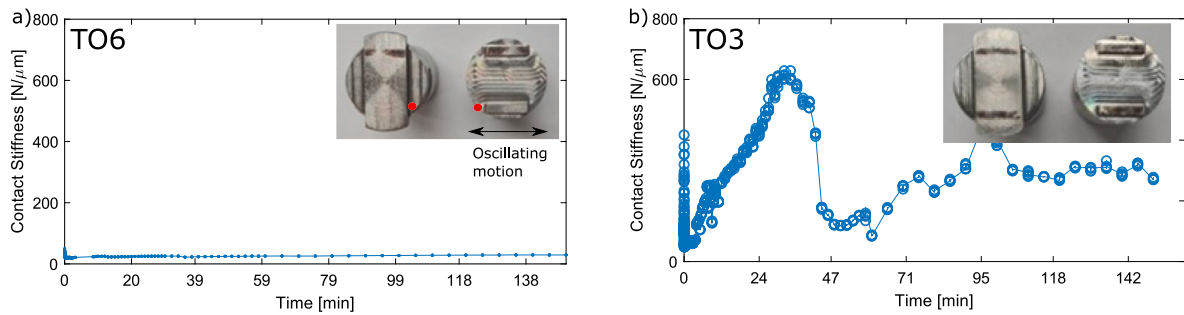 a)
TO6
800
600
400
200
0
Contact Stiffness [N/μm]
0 20 39 59 79 99 118 138
Time [min]
Oscillating
motion
b)
TO3
800
600
0
Contact Stiffness [N/μm]
0 24 47 71 95 118 142
Time [min]